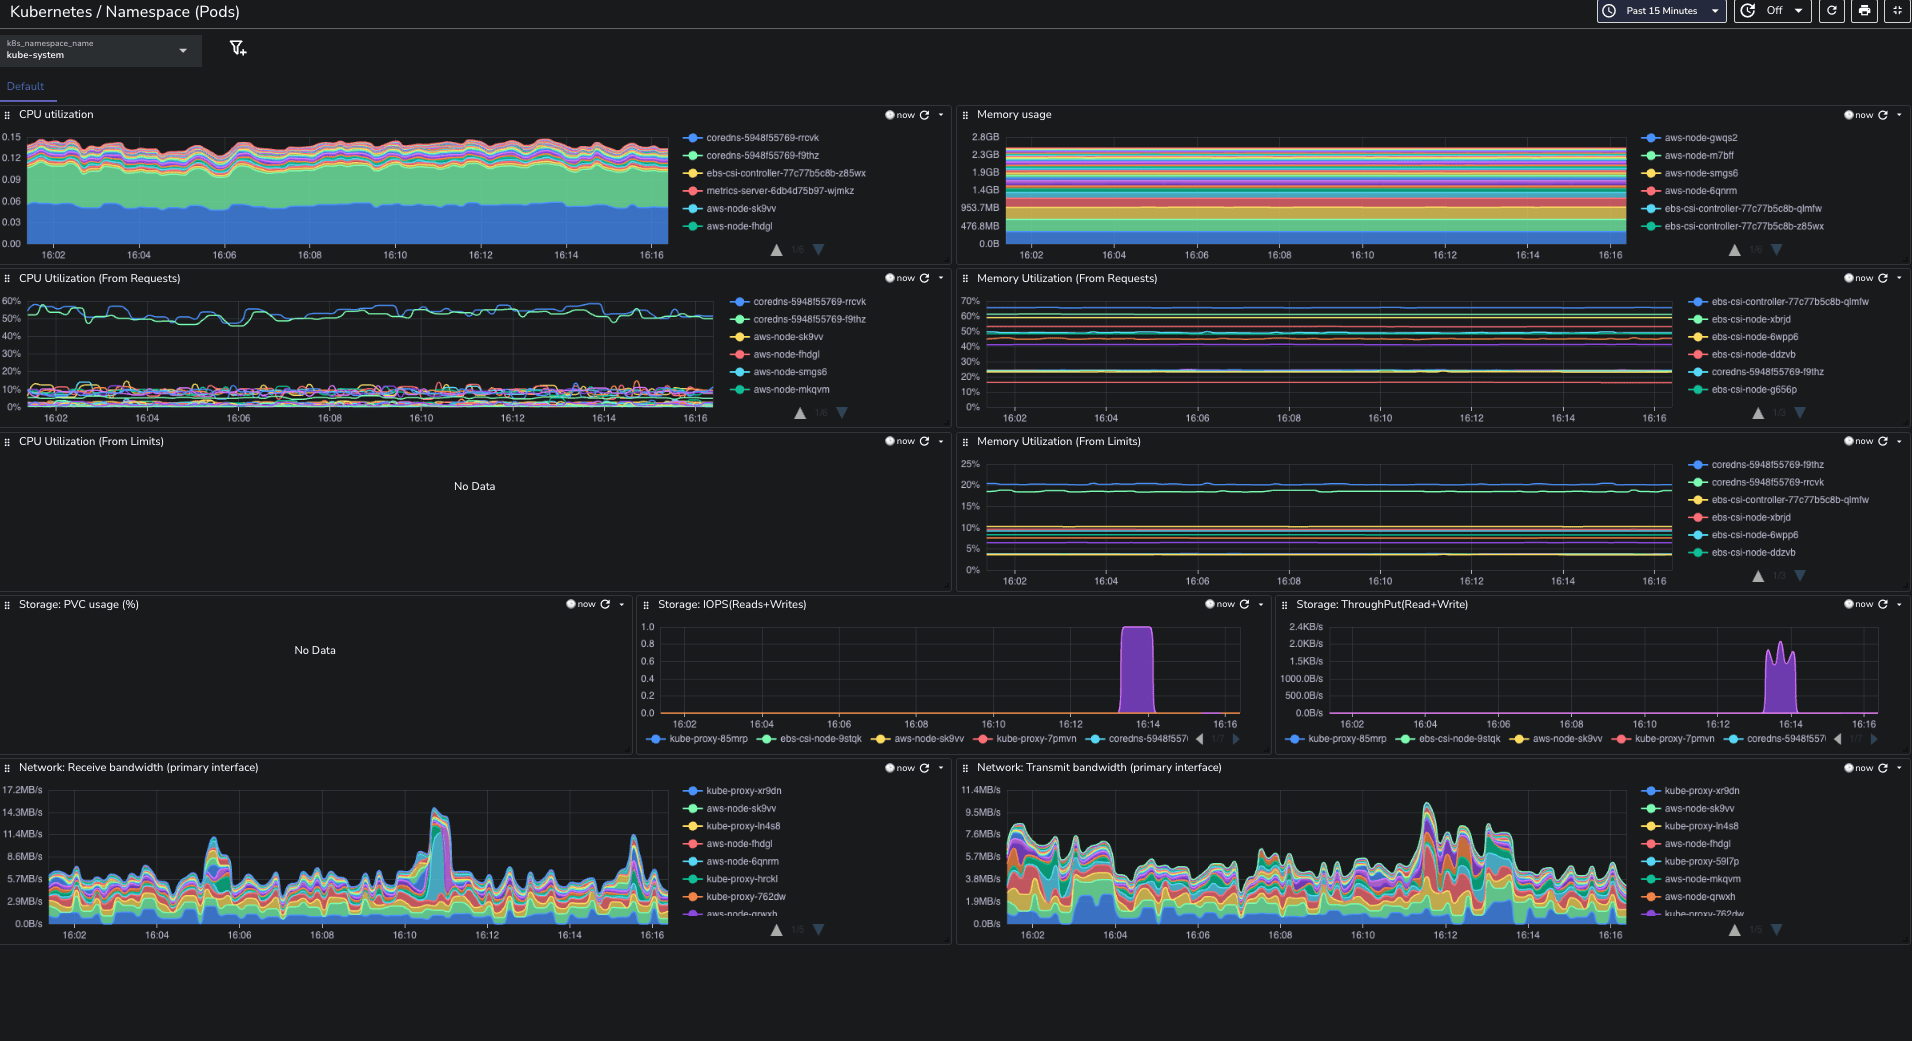 Kubernetes / Namespace (Pods)
Past 15 Minutes
Off
k8s_namespace_name
kube-system
Default
CPU utilization
now
0.15
0.12
0.09
0.06
0.03
0.00
16:02 16:04 16:06 16:08 16:10 16:12 16:14 16:16
coredns-5948f55769-rrcvk
coredns-5948f55769-f9thz
ebs-csi-controller-77c77b5c8b-z85wx
metrics-server-6db4d75b97-wjmkz
aws-node-sk9vv
aws-node-fhdgl
1/6
Memory usage
now
2.8GB
2.3GB
1.9GB
1.4GB
953.7MB
476.8MB
0.0B
16:02 16:04 16:06 16:08 16:10 16:12 16:14 16:16
aws-node-gwqs2
aws-node-m7bff
aws-node-smgs6
aws-node-6qnrm
ebs-csi-controller-77c77b5c8b-qlmfw
ebs-csi-controller-77c77b5c8b-z85wx
1/6
CPU Utilization (From Requests)
now
60%
50%
40%
30%
20%
10%
0%
16:02 16:04 16:06 16:08 16:10 16:12 16:14 16:16
coredns-5948f55769-rrcvk
coredns-5948f55769-f9thz
aws-node-sk9vv
aws-node-fhdgl
aws-node-smgs6
aws-node-mkqvm
1/6
Memory Utilization (From Requests)
now
70%
60%
50%
40%
30%
20%
10%
0%
16:02 16:04 16:06 16:08 16:10 16:12 16:14 16:16
ebs-csi-controller-77c77b5c8b-qlmfw
ebs-csi-node-xbrjd
ebs-csi-node-6wpp6
ebs-csi-node-ddzvb
coredns-5948f55769-f9thz
ebs-csi-node-g656p
1/3
CPU Utilization (From Limits)
now
No Data
Memory Utilization (From Limits)
now
25%
20%
15%
10%
5%
0%
16:02 16:04 16:06 16:08 16:10 16:12 16:14 16:16
coredns-5948f55769-f9thz
coredns-5948f55769-rrcvk
ebs-csi-controller-77c77b5c8b-qlmfw
ebs-csi-node-xbrjd
ebs-csi-node-6wpp6
ebs-csi-node-ddzvb
1/3
Storage: PVC usage (%)
now
No Data
Storage: IOPS(Reads+Writes)
now
1.0
0.8
0.6
0.4
0.2
0.0
16:02 16:04 16:06 16:08 16:10 16:12 16:14 16:16
kube-proxy-85mrp ebs-csi-node-9stqk aws-node-sk9vv kube-proxy-7pmvn coredns-5948f557 1/7
Storage: ThroughPut(Read+Write)
now
2.4KB/s
2.0KB/s
1.5KB/s
1000.0B/s
500.0B/s
0.0B/s
16:02 16:04 16:06 16:08 16:10 16:12 16:14 16:16
kube-proxy-85mrp ebs-csi-node-9stqk aws-node-sk9vv kube-proxy-7pmvn coredns-5948f557 1/7
Network: Receive bandwidth (primary interface)
now
17.2MB/s
14.3MB/s
11.4MB/s
8.6MB/s
5.7MB/s
2.9MB/s
0.0B/s
16:02 16:04 16:06 16:08 16:10 16:12 16:14 16:16
kube-proxy-xr9dn
aws-node-sk9vv
kube-proxy-ln4s8
aws-node-fhdgl
aws-node-6qnrm
kube-proxy-hrckl
kube-proxy-762dw
aws-node-qrwxh
1/5
Network: Transmit bandwidth (primary interface)
now
11.4MB/s
9.5MB/s
7.6MB/s
5.7MB/s
3.8MB/s
1.9MB/s
0.0B/s
16:02 16:04 16:06 16:08 16:10 16:12 16:14 16:16
kube-proxy-xr9dn
aws-node-sk9vv
kube-proxy-ln4s8
aws-node-fhdgl
kube-proxy-59l7p
aws-node-mkqvm
aws-node-qrwxh
kube-proxy-762dw
1/5